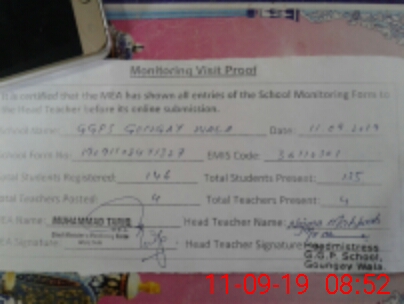 Monitoring Visit Proof
It is certified that the MEA has shown all entries of the School Monitoring Form to
the Head Teacher before its online submission.
School Name: GGPS GOUNGAY WALA Date: 11.09.2019
School Form No: EMIS Code:
Total Students Registered: 146 Total Students Present: 135
Total Teachers Posted: 4 Total Teachers Present: 4
MEA Name: MUHAMMAD Head Teacher Name:
MEA Signature: Head Teacher Signature:
Headmistress
G.G.P. School,
Goungay Wala.
11-09-19 08:52